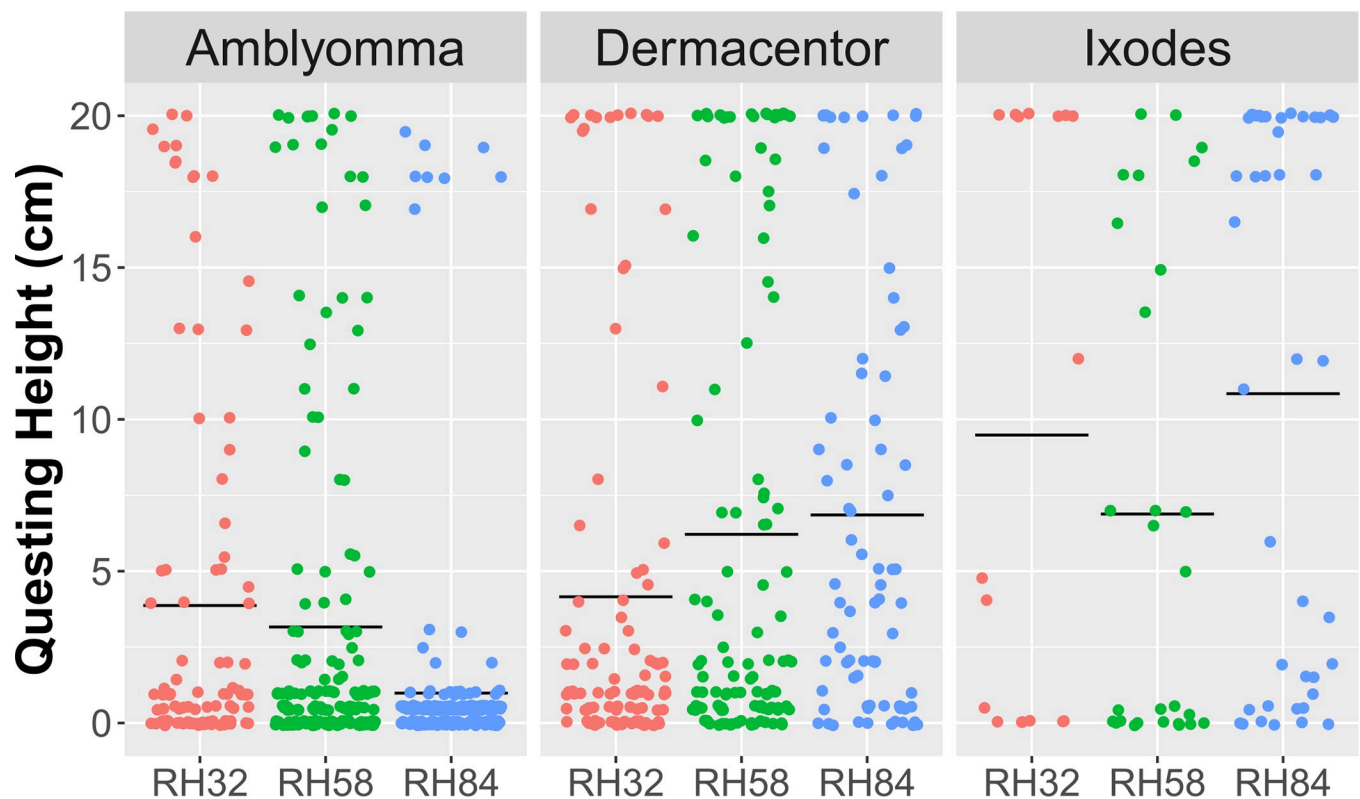 Amblyomma Dermacentor Ixodes
Questing Height (cm)
20
15
10
5
0
RH32 RH58 RH84 RH32 RH58 RH84 RH32 RH58 RH84